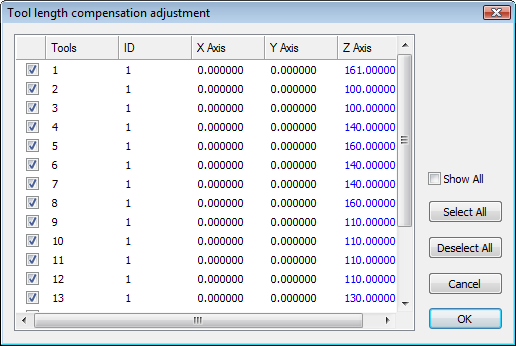 Tool length compensation adjustment
Tools ID X Axis Y Axis Z Axis
1 1 0.000000 0.000000 161.00000
2 1 0.000000 0.000000 100.00000
3 1 0.000000 0.000000 100.00000
4 1 0.000000 0.000000 140.00000
5 1 0.000000 0.000000 160.00000
6 1 0.000000 0.000000 140.00000
7 1 0.000000 0.000000 140.00000
8 1 0.000000 0.000000 160.00000
9 1 0.000000 0.000000 110.00000
10 1 0.000000 0.000000 110.00000
11 1 0.000000 0.000000 110.00000
12 1 0.000000 0.000000 110.00000
13 1 0.000000 0.000000 130.00000
Show All
Select All
Deselect All
Cancel
OK